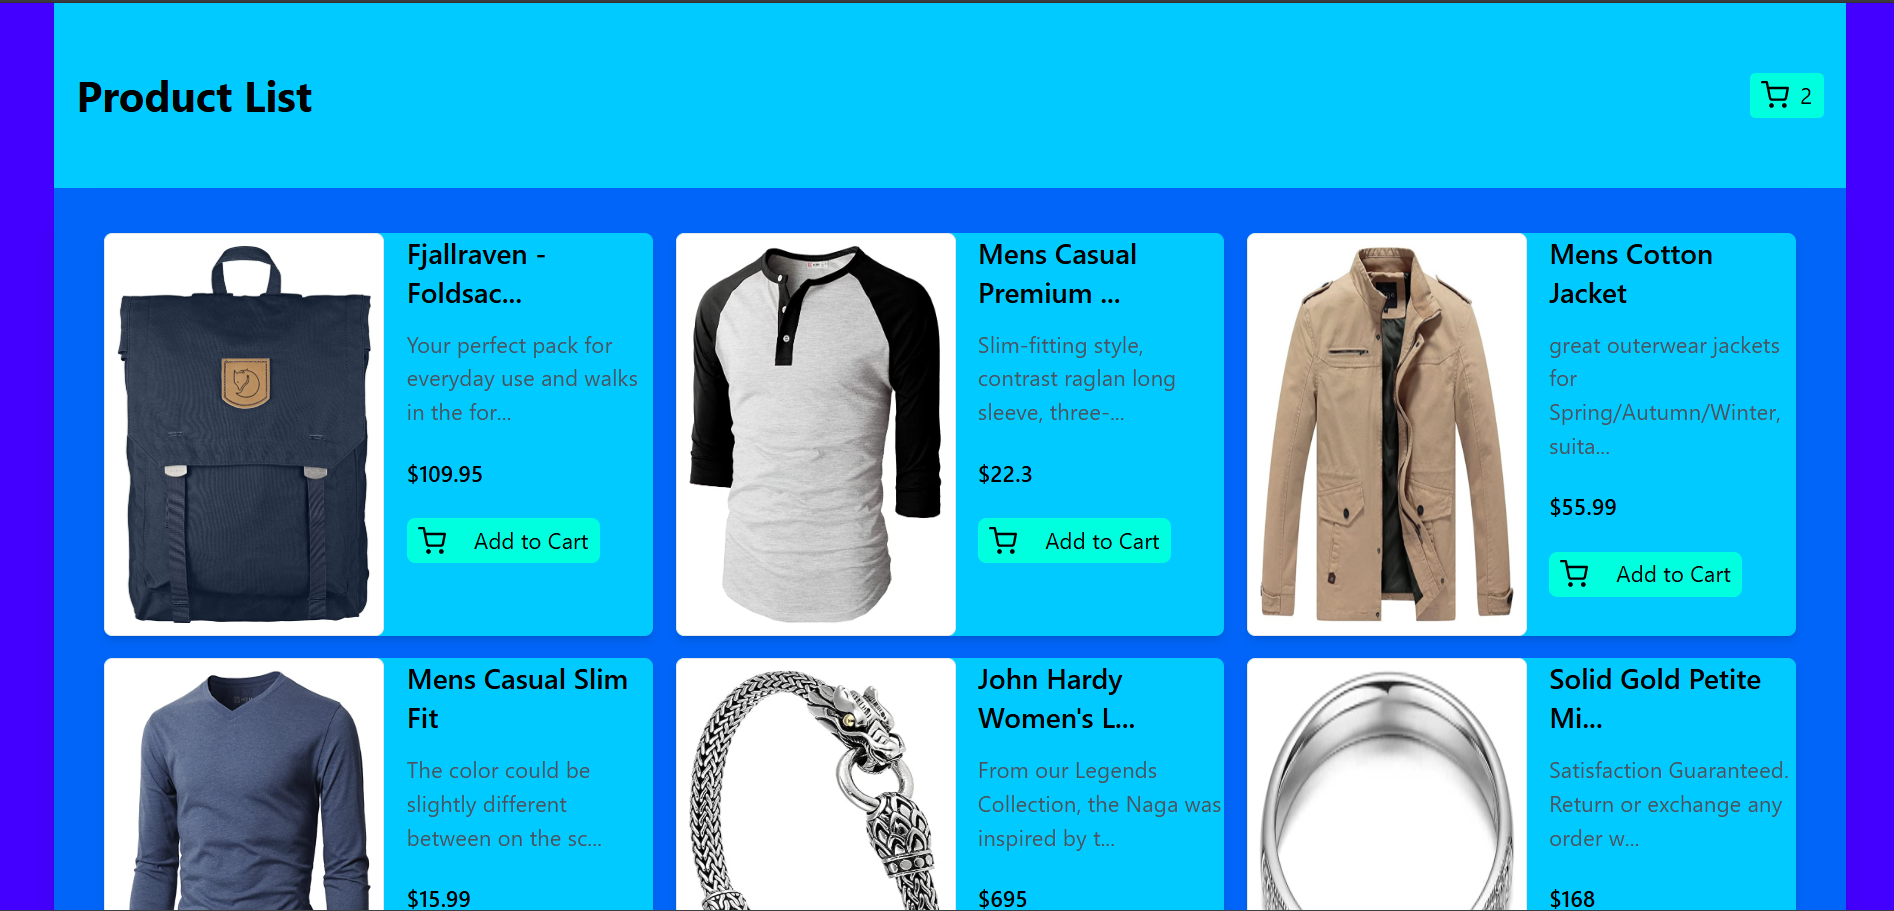 Product List
2
Fjallraven -
Foldsac...
Your perfect pack for
everyday use and walks
in the for...
$109.95
Add to Cart
Mens Casual
Premium ...
Slim-fitting style,
contrast raglan long
sleeve, three-...
$22.3
Add to Cart
Mens Cotton
Jacket
great outerwear jackets
for
Spring/Autumn/Winter,
suita...
$55.99
Add to Cart
Mens Casual Slim
Fit
The color could be
slightly different
between on the sc...
$15.99
John Hardy
Women's L...
From our Legends
Collection, the Naga was
inspired by t...
$695
Solid Gold Petite
Mi...
Satisfaction Guaranteed.
Return or exchange any
order w...
$168